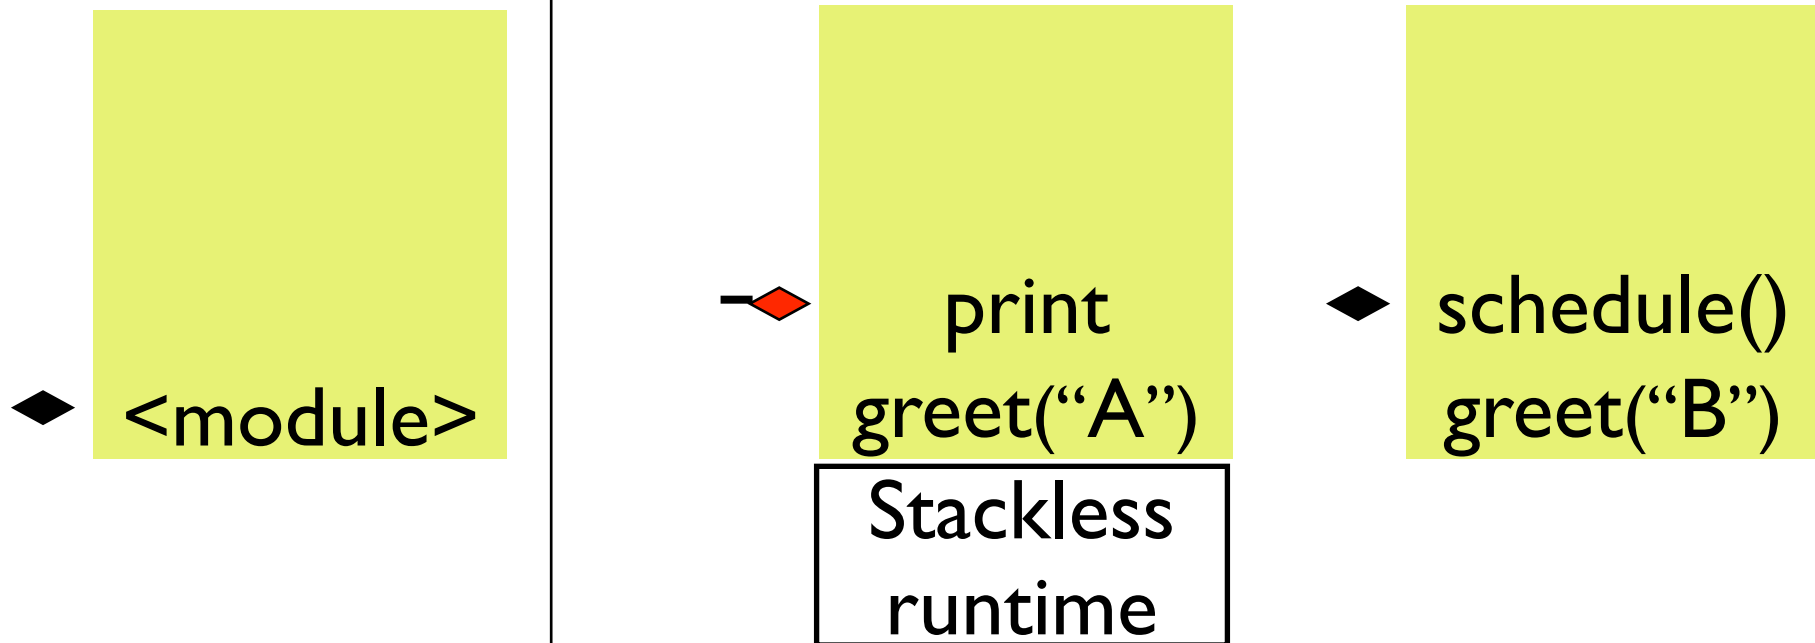 <module>
print
greet(“A”)
Stackless
runtime
schedule()
greet(“B”)